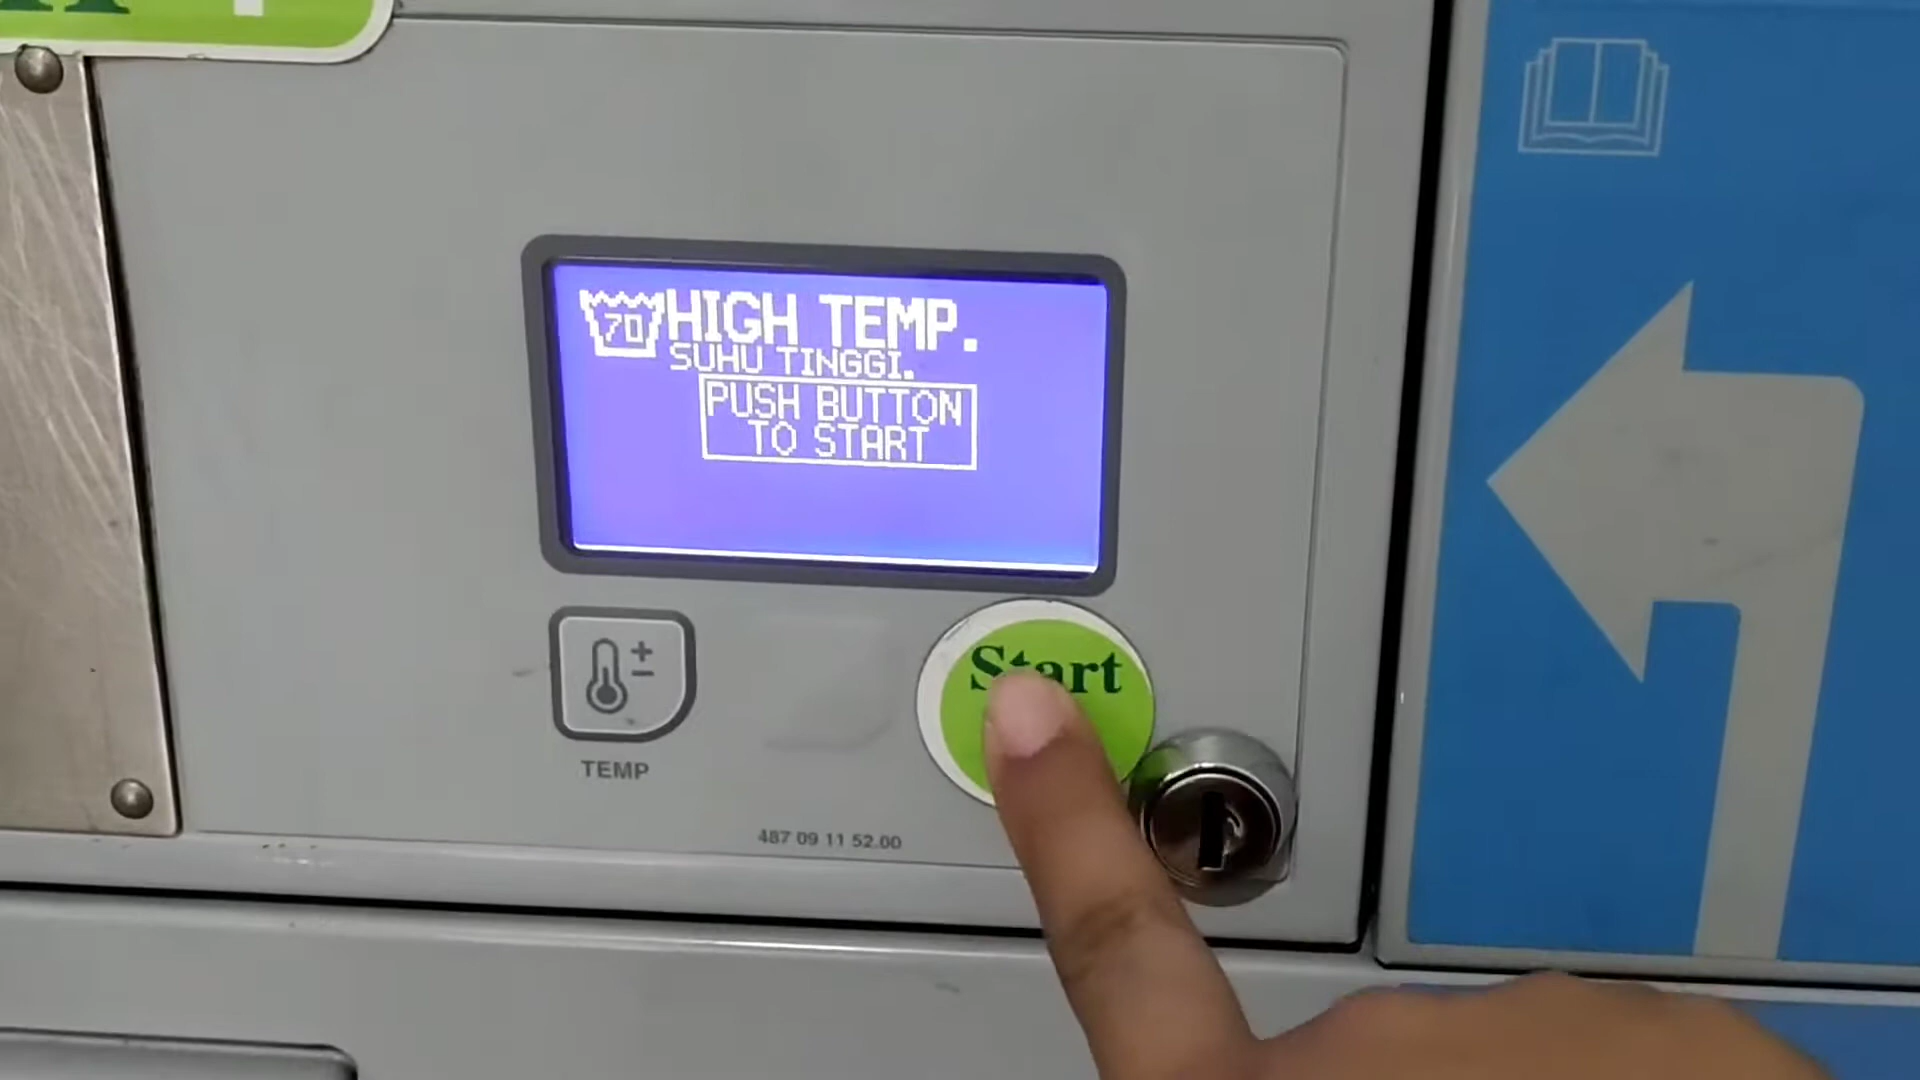 70
HIGH TEMP.
SUHU TINGGI.
PUSH BUTTON
TO START
Start
TEMP
487 09 11 52.00